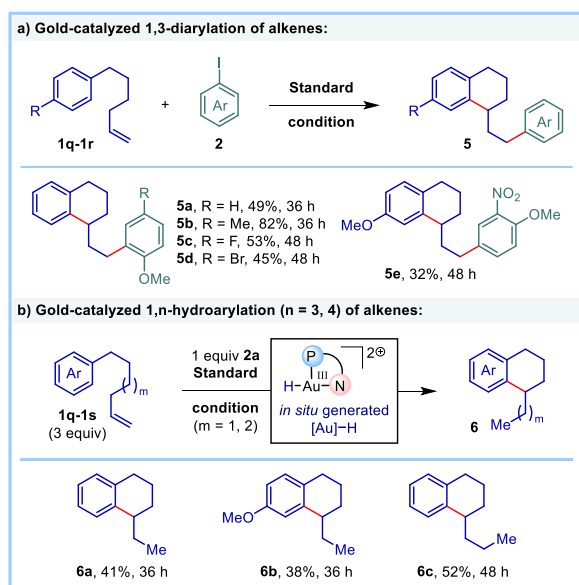 a) Gold-catalyzed 1,3-diarylation of alkenes:
R
1q-1r
+
I
Ar
2
Standard
condition
R
Ar
5
R
OMe
5a = H, 49%, 36 h
5b R = Me, 82%, 36 h
5c R = F, 53%, 48 h
5d R = Br, 45%, 48 h
MeO
NO2
OMe
5e, 32%, 48 h
b) Gold-catalyzed 1,n-hydroarylation (n = 3, 4) of alkenes:
Ar
m
1q-1s
(3 equiv)
1 equiv 2a
Standard
condition
(m = 1, 2)
P
III
H-Au-N
2⊕
in situ generated
[Au]-H
Ar
Me
m
6
Me
6a, 41%, 36 h
MeO
Me
6b, 38%, 36 h
Me
6c, 52%, 48 h